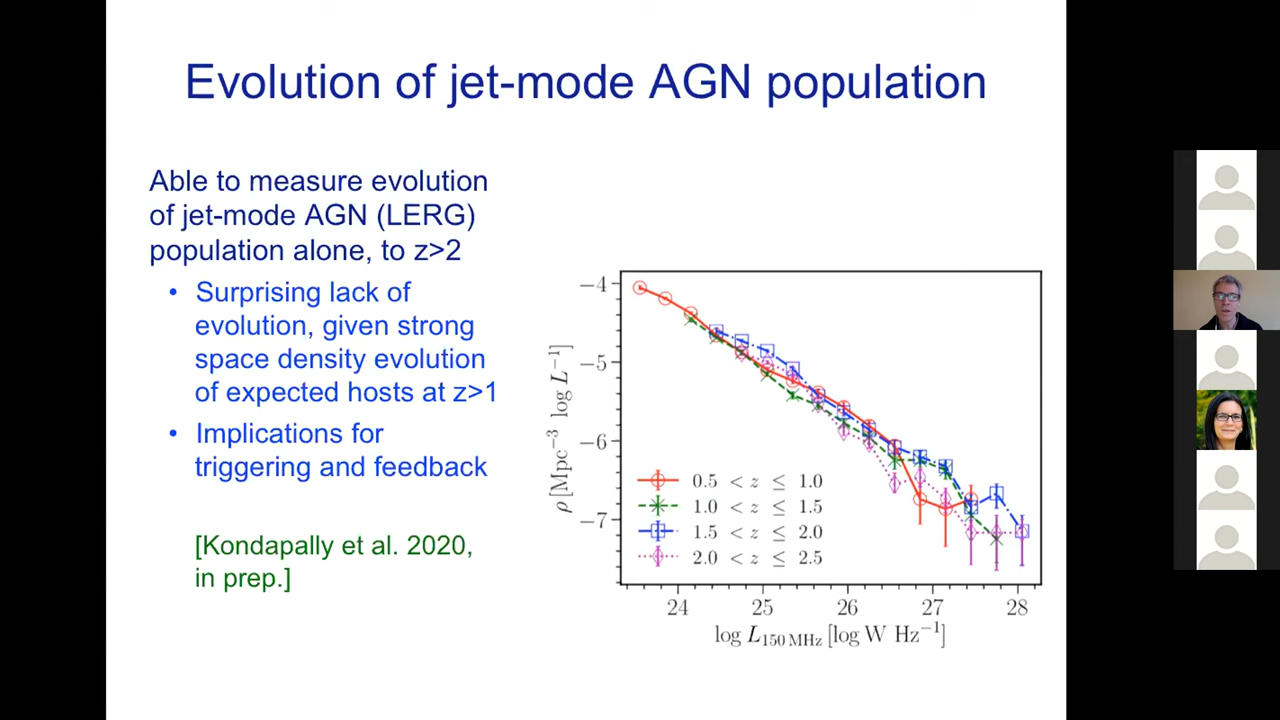 Evolution of jet-mode AGN population
Able to measure evolution
of jet-mode AGN (LERG)
population alone, to z>2
• Surprising lack of
evolution, given strong
space density evolution
of expected hosts at z>1
• Implications for
triggering and feedback
[Kondapally et al. 2020,
in prep.]
−4
−5
−6
−7
ρ [Mpc⁻³ log L⁻¹]
0.5 < z ≤ 1.0
1.0 < z ≤ 1.5
1.5 < z ≤ 2.0
2.0 < z ≤ 2.5
24 25 26 27 28
log L₁₅₀ MHz [log W Hz⁻¹]